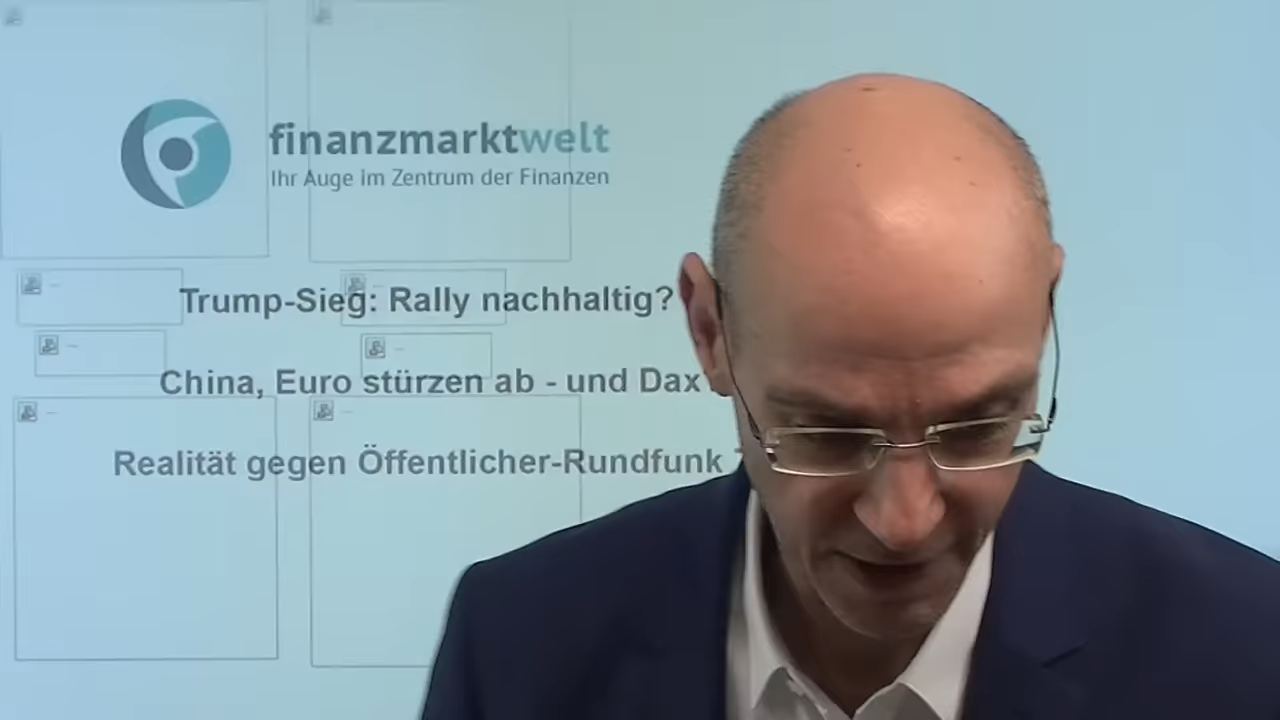 finanzmarktwelt
Ihr Auge im Zentrum der Finanzen
Trump-Sieg: Rally nachhaltig?
China, Euro stürzen ab - und Dax
Realität gegen Öffentlicher-Rundfunk